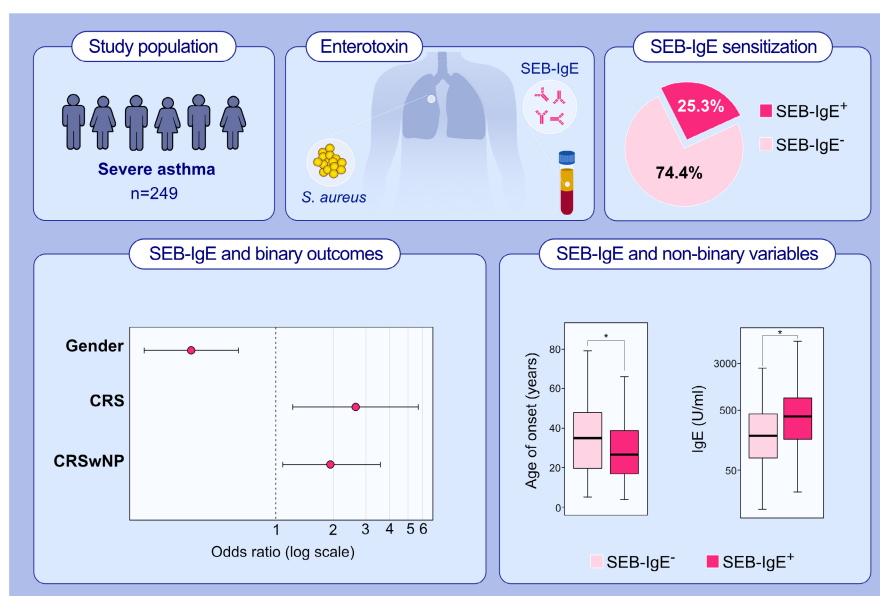 Study population
Severe asthma
n=249
Enterotoxin
SEB-IgE
S. aureus
SEB-IgE sensitization
25.3%
74.4%
SEB-IgE⁺
SEB-IgE⁻
SEB-IgE and binary outcomes
Gender
CRS
CRSwNP
1 2 3 4 5 6
Odds ratio (log scale)
SEB-IgE and non-binary variables
Age of onset (years)
80
60
40
20
0
*
IgE (U/ml)
3000
500
50
*
SEB-IgE⁻ SEB-IgE⁺